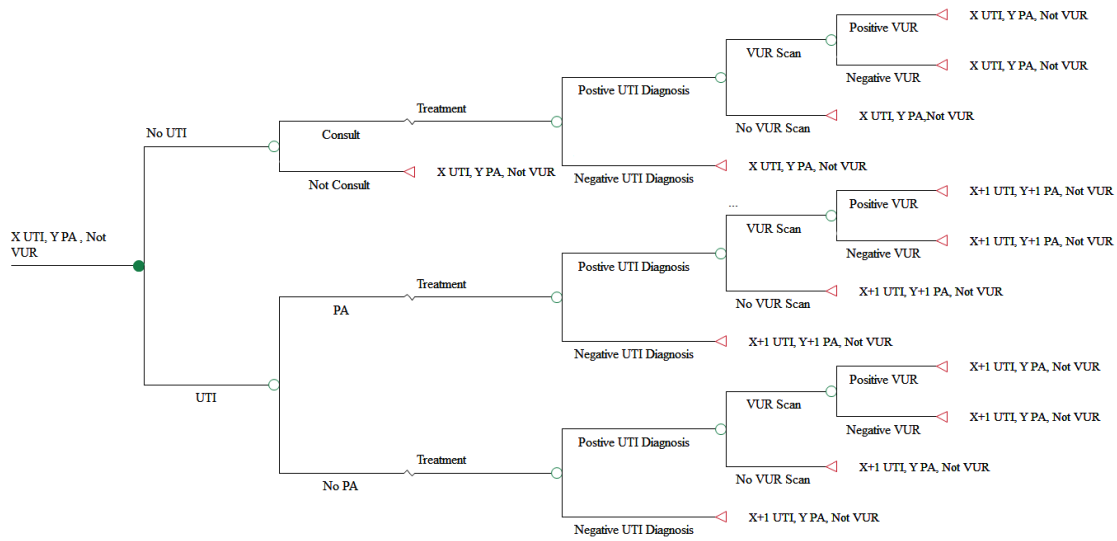 X UTI, Y PA, Not VUR
Positive VUR
VUR Scan
X UTI, Y PA, Not VUR
Negative VUR
Postive UTI Diagnosis
Treatment
X UTI, Y PA,Not VUR
No UTI
Consult
No VUR Scan
X UTI, Y PA, Not VUR
X UTI, Y PA, Not VUR
Not Consult
Negative UTI Diagnosis
X+1 UTI, Y+1 PA, Not VUR
...
Positive VUR
VUR Scan
X UTI, Y PA , Not
VUR
X+1 UTI, Y+1 PA, Not VUR
Negative VUR
Postive UTI Diagnosis
Treatment
X+1 UTI, Y+1 PA, Not VUR
PA
No VUR Scan
X+1 UTI, Y+1 PA, Not VUR
Negative UTI Diagnosis
X+1 UTI, Y PA, Not VUR
Positive VUR
UTI
VUR Scan
X+1 UTI, Y PA, Not VUR
Negative VUR
Postive UTI Diagnosis
Treatment
X+1 UTI, Y PA, Not VUR
No PA
No VUR Scan
X+1 UTI, Y PA, Not VUR
Negative UTI Diagnosis